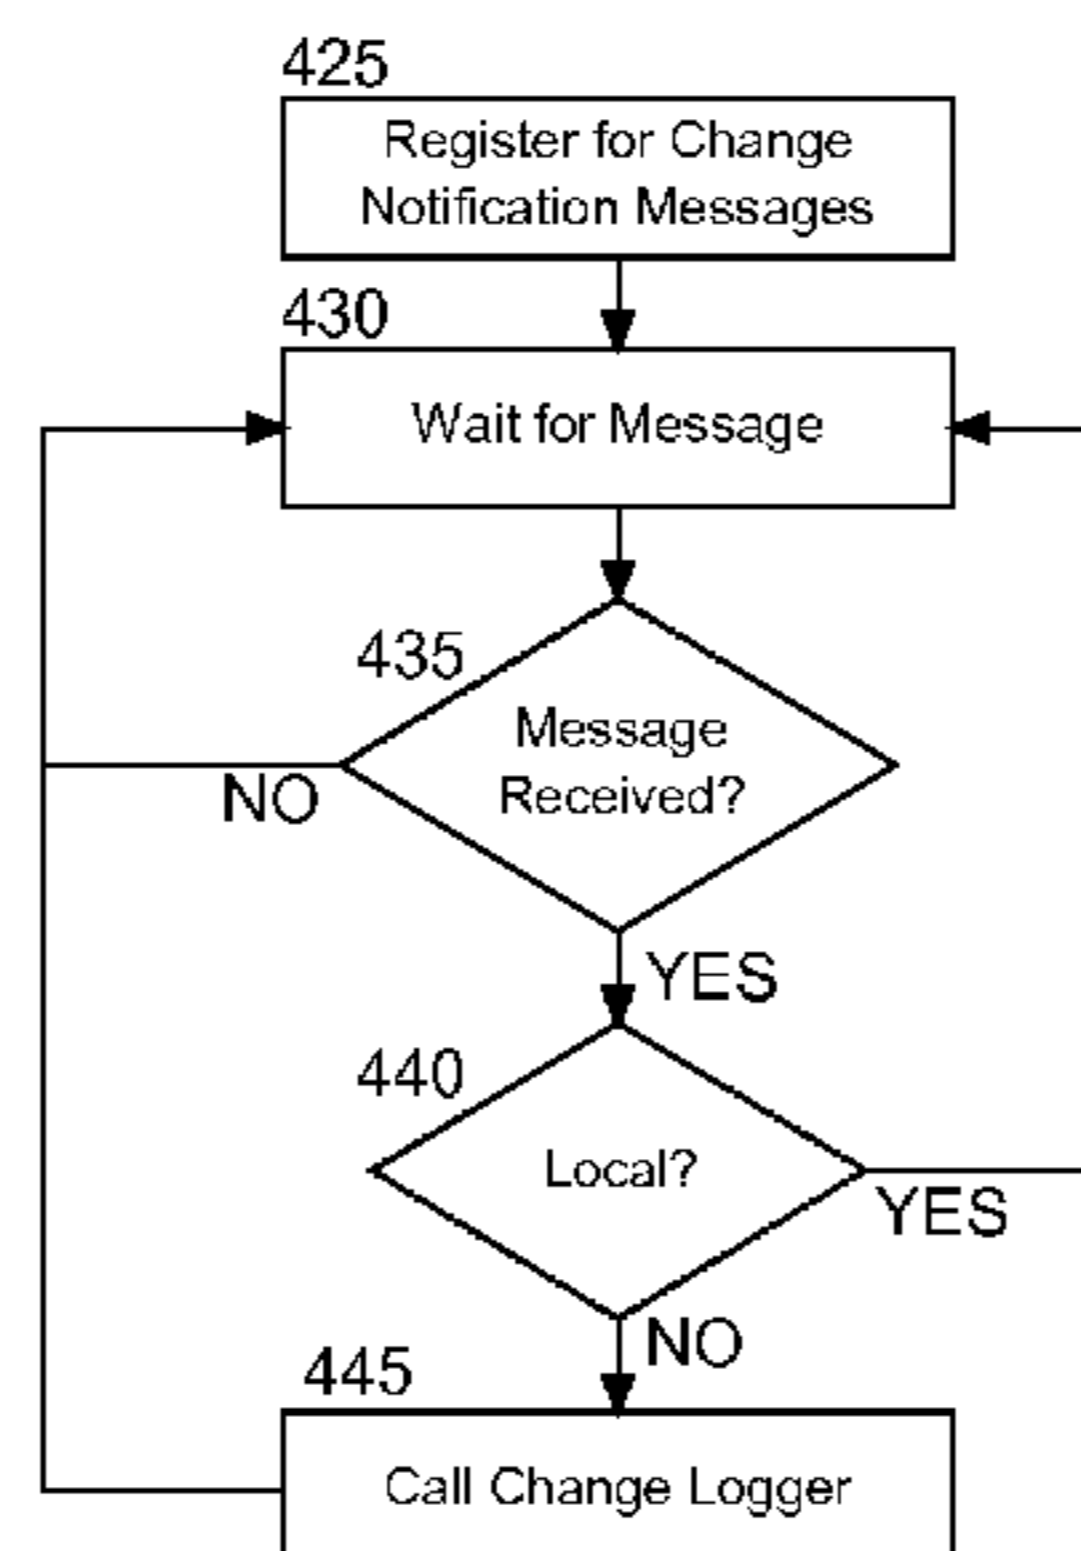 425
Register for Change
Notification Messages
430
Wait for Message
435
Message
Received?
NO
YES
440
Local?
YES
NO
445
Call Change Logger